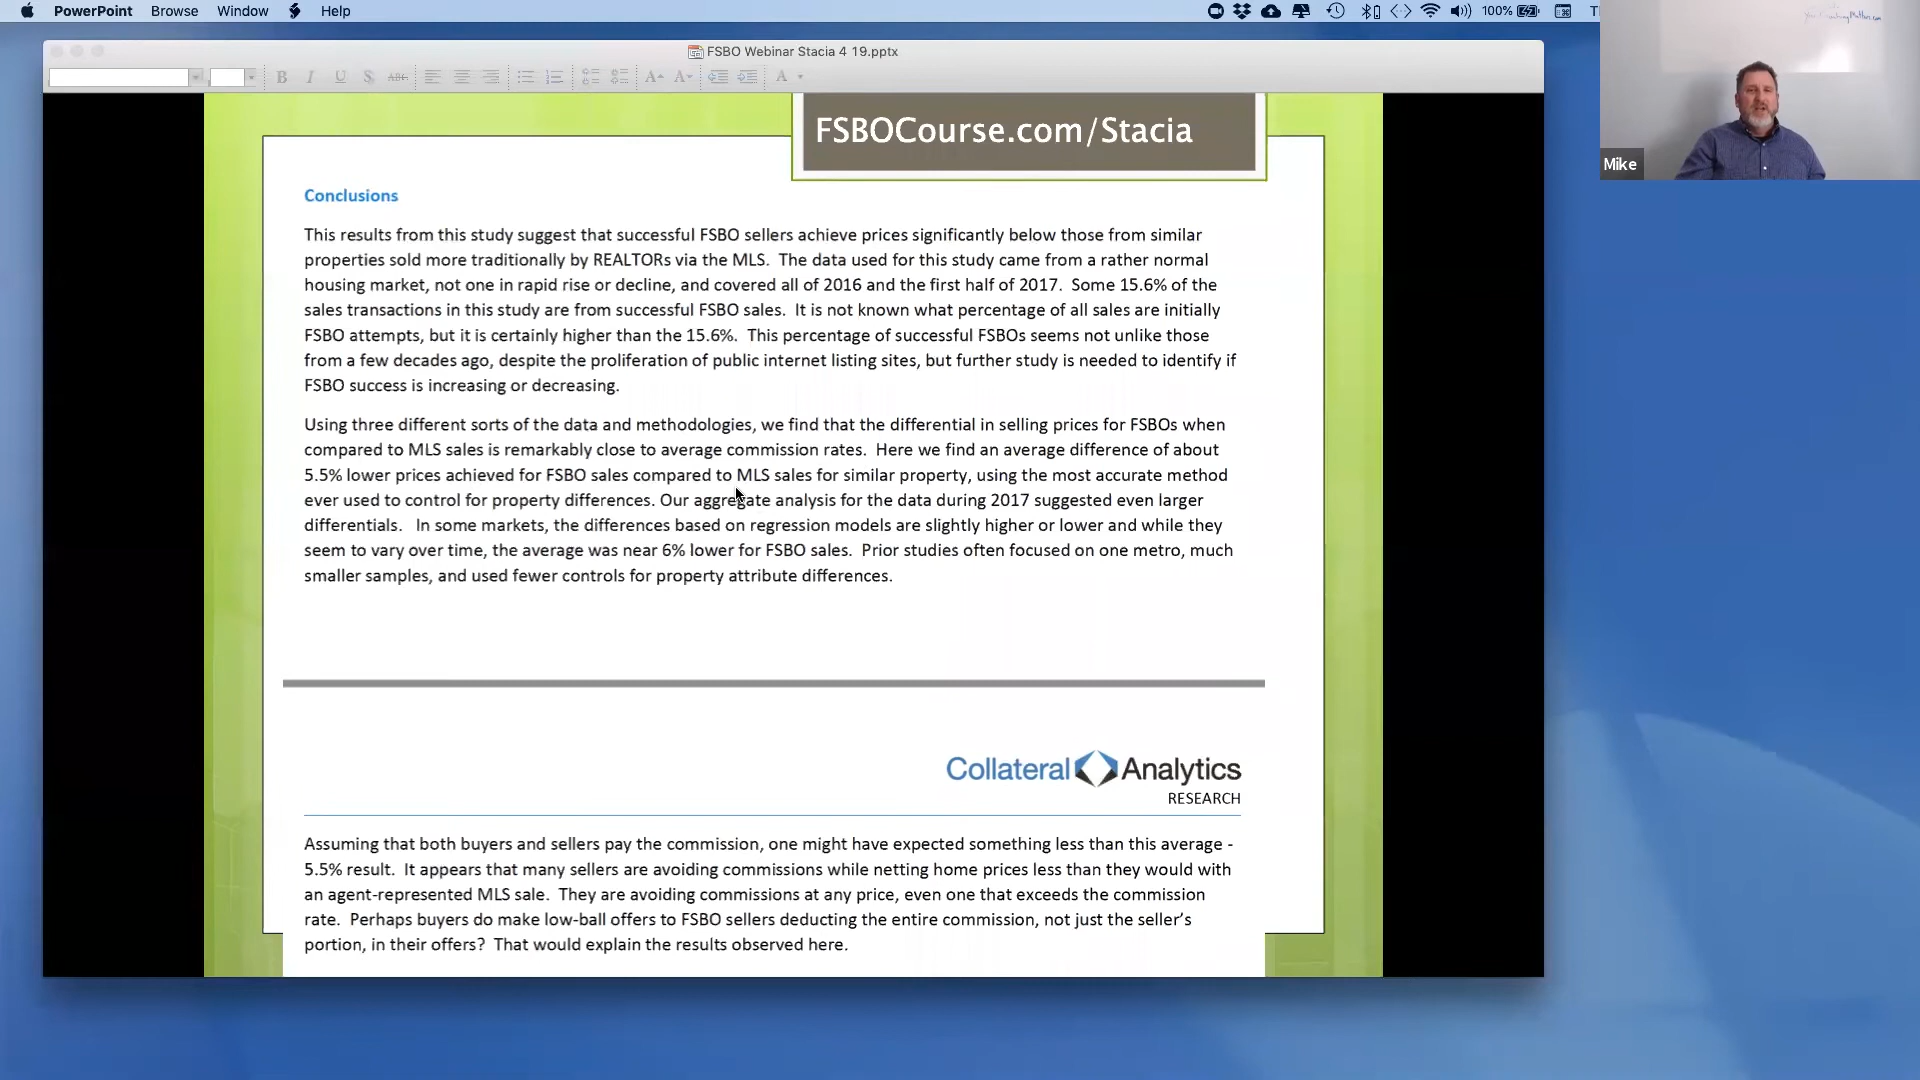 PowerPoint Browse Window Help
100%
FSBO Webinar Stacia 4 19.pptx
B I U S ABC
FSBOCourse.com/Stacia
Mike
Conclusions
This results from this study suggest that successful FSBO sellers achieve prices significantly below those from similar
properties sold more traditionally by REALTORs via the MLS. The data used for this study came from a rather normal
housing market, not one in rapid rise or decline, and covered all of 2016 and the first half of 2017. Some 15.6% of the
sales transactions in this study are from successful FSBO sales. It is not known what percentage of all sales are initially
FSBO attempts, but it is certainly higher than the 15.6%. This percentage of successful FSBOs seems not unlike those
from a few decades ago, despite the proliferation of public internet listing sites, but further study is needed to identify if
FSBO success is increasing or decreasing.
Using three different sorts of the data and methodologies, we find that the differential in selling prices for FSBOs when
compared to MLS sales is remarkably close to average commission rates. Here we find an average difference of about
5.5% lower prices achieved for FSBO sales compared to MLS sales for similar property, using the most accurate method
ever used to control for property differences. Our aggregate analysis for the data during 2017 suggested even larger
differentials. In some markets, the differences based on regression models are slightly higher or lower and while they
seem to vary over time, the average was near 6% lower for FSBO sales. Prior studies often focused on one metro, much
smaller samples, and used fewer controls for property attribute differences.
Collateral Analytics
RESEARCH
Assuming that both buyers and sellers pay the commission, one might have expected something less than this average -
5.5% result. It appears that many sellers are avoiding commissions while netting home prices less than they would with
an agent-represented MLS sale. They are avoiding commissions at any price, even one that exceeds the commission
rate. Perhaps buyers do make low-ball offers to FSBO sellers deducting the entire commission, not just the seller’s
portion, in their offers? That would explain the results observed here.